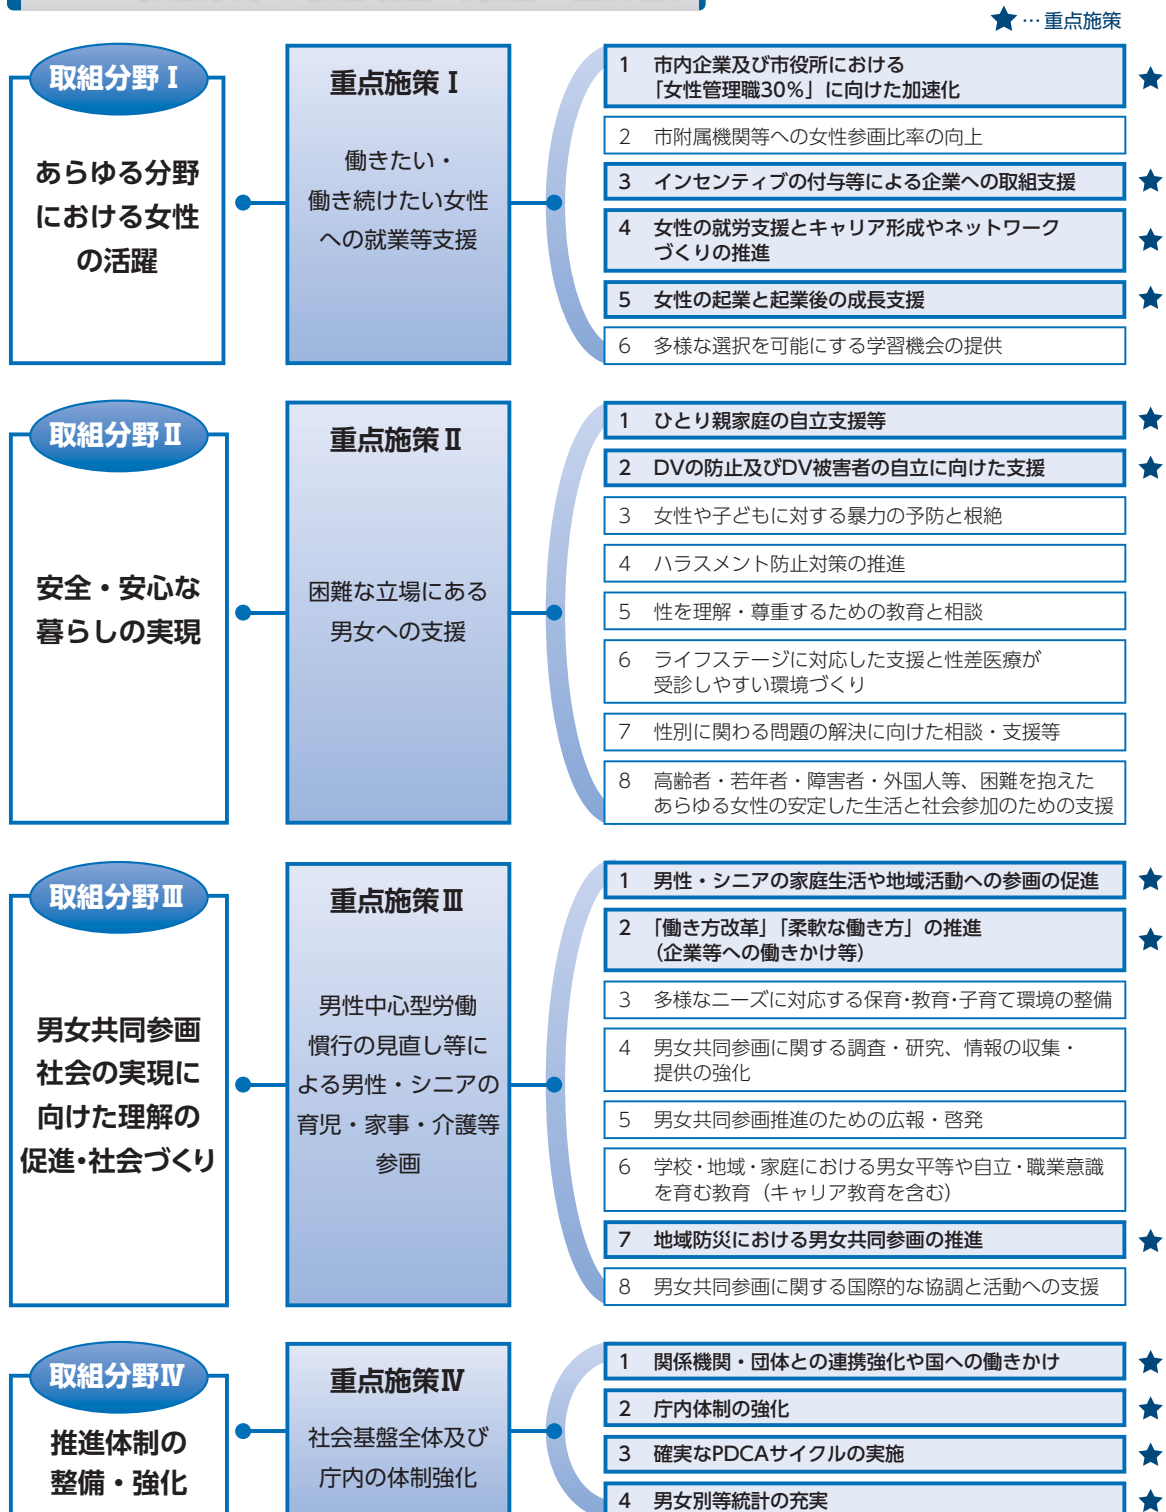 ★…重点施策
取組分野Ⅰ
あらゆる分野
における女性
の活躍
重点施策Ⅰ
働きたい・
働き続けたい女性
への就業等支援
1 市内企業及び市役所における
「女性管理職30％」に向けた加速化 ★
2 市附属機関等への女性参画比率の向上
3 インセンティブの付与等による企業への取組支援 ★
4 女性の就労支援とキャリア形成やネットワーク
づくりの推進 ★
5 女性の起業と起業後の成長支援 ★
6 多様な選択を可能にする学習機会の提供
取組分野Ⅱ
安全・安心な
暮らしの実現
重点施策Ⅱ
困難な立場にある
男女への支援
1 ひとり親家庭の自立支援等 ★
2 DVの防止及びDV被害者の自立に向けた支援 ★
3 女性や子どもに対する暴力の予防と根絶
4 ハラスメント防止対策の推進
5 性を理解・尊重するための教育と相談
6 ライフステージに対応した支援と性差医療が
受診しやすい環境づくり
7 性別に関わる問題の解決に向けた相談・支援等
8 高齢者・若年者・障害者・外国人等、困難を抱えた
あらゆる女性の安定した生活と社会参加のための支援
取組分野Ⅲ
男女共同参画
社会の実現に
向けた理解の
促進・社会づくり
重点施策Ⅲ
男性中心型労働
慣行の見直し等に
よる男性・シニアの
育児・家事・介護等
参画
1 男性・シニアの家庭生活や地域活動への参画の促進 ★
2 「働き方改革」「柔軟な働き方」の推進
（企業等への働きかけ等） ★
3 多様なニーズに対応する保育・教育・子育て環境の整備
4 男女共同参画に関する調査・研究、情報の収集・
提供の強化
5 男女共同参画推進のための広報・啓発
6 学校・地域・家庭における男女平等や自立・職業意識
を育む教育（キャリア教育を含む）
7 地域防災における男女共同参画の推進 ★
8 男女共同参画に関する国際的な協調と活動への支援
取組分野Ⅳ
推進体制の
整備・強化
重点施策Ⅳ
社会基盤全体及び
庁内の体制強化
1 関係機関・団体との連携強化や国への働きかけ ★
2 庁内体制の強化 ★
3 確実なPDCAサイクルの実施 ★
4 男女別等統計の充実 ★